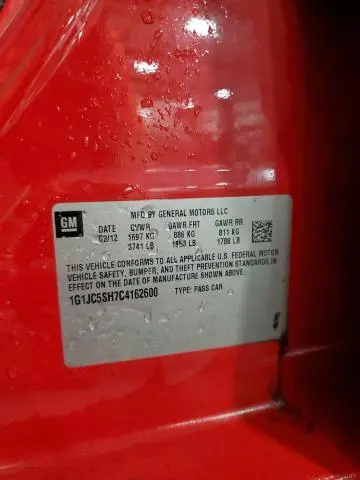 GM
MFD BY GENERAL MOTORS LLC
DATE GVWR GAWR FRT GAWR RR
02/12 1697 KG 886 KG 811 KG
3741 LB 1953 LB 1788 LB
THIS VEHICLE CONFORMS TO ALL APPLICABLE U.S. FEDERAL MOTOR
VEHICLE SAFETY, BUMPER, AND THEFT PREVENTION STANDARDS IN
EFFECT ON THE DATE OF MANUFACTURE SHOWN ABOVE.
1G1JC5SH7C4162600 TYPE: PASS CAR